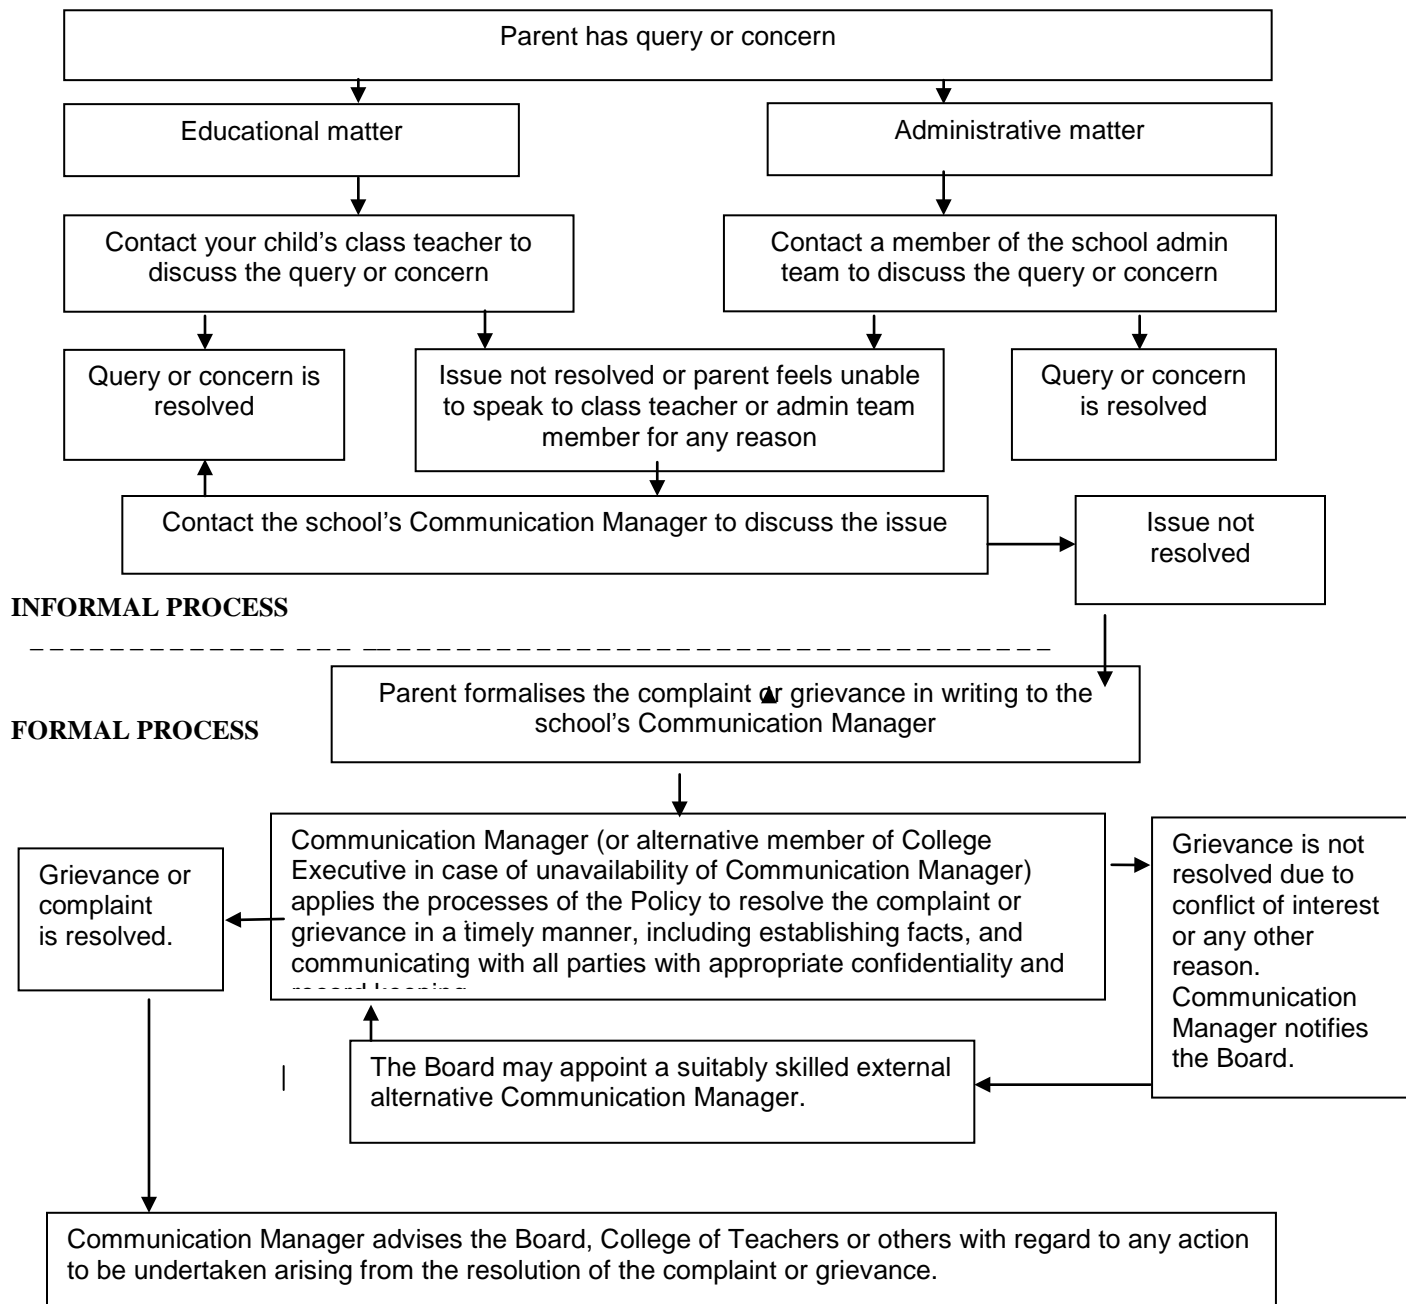 Parent has query or concern
Educational matter
Administrative matter
Contact your child’s class teacher to
discuss the query or concern
Contact a member of the school admin
team to discuss the query or concern
Query or concern is
resolved
Issue not resolved or parent feels unable
to speak to class teacher or admin team
member for any reason
Query or concern
is resolved
Contact the school’s Communication Manager to discuss the issue
Issue not
resolved
INFORMAL PROCESS
Parent formalises the complaint or grievance in writing to the
school’s Communication Manager
FORMAL PROCESS
Grievance or
complaint
is resolved.
Communication Manager (or alternative member of College
Executive in case of unavailability of Communication Manager)
applies the processes of the Policy to resolve the complaint or
grievance in a timely manner, including establishing facts, and
communicating with all parties with appropriate confidentiality and
Grievance is not
resolved due to
conflict of interest
or any other
reason.
Communication
Manager notifies
the Board.
The Board may appoint a suitably skilled external
alternative Communication Manager.
Communication Manager advises the Board, College of Teachers or others with regard to any action
to be undertaken arising from the resolution of the complaint or grievance.